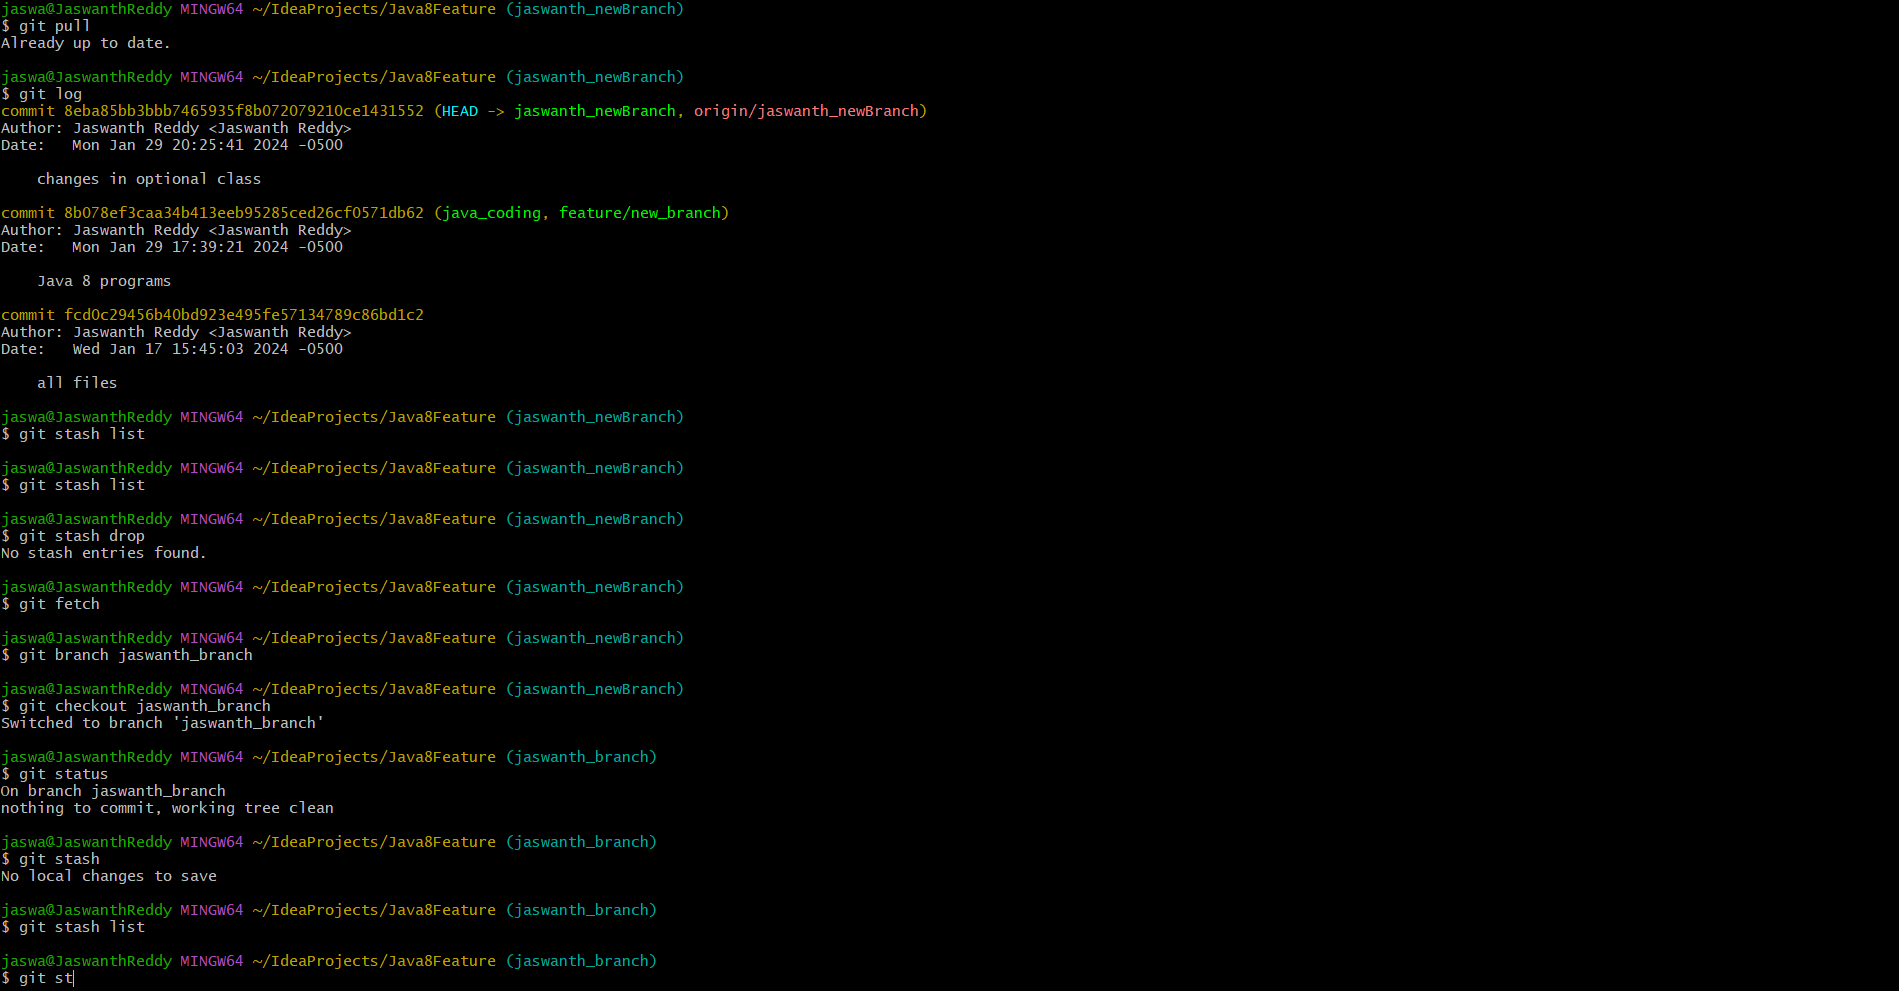 jaswa@JaswanthReddy MINGW64 ~/IdeaProjects/Java8Feature (jaswanth_newBranch)
$ git pull
Already up to date.
jaswa@JaswanthReddy MINGW64 ~/IdeaProjects/Java8Feature (jaswanth_newBranch)
$ git log
commit 8eba85bb3bbb7465935f8b072079210ce1431552 (HEAD -> jaswanth_newBranch, origin/jaswanth_newBranch)
Author: Jaswanth Reddy <Jaswanth Reddy>
Date:   Mon Jan 29 20:25:41 2024 -0500
    changes in optional class
commit 8b078ef3caa34b413eeb95285ced26cf0571db62 (java_coding, feature/new_branch)
Author: Jaswanth Reddy <Jaswanth Reddy>
Date:   Mon Jan 29 17:39:21 2024 -0500
    Java 8 programs
commit fcd0c29456b40bd923e495fe57134789c86bd1c2
Author: Jaswanth Reddy <Jaswanth Reddy>
Date:   Wed Jan 17 15:45:03 2024 -0500
    all files
jaswa@JaswanthReddy MINGW64 ~/IdeaProjects/Java8Feature (jaswanth_newBranch)
$ git stash list
jaswa@JaswanthReddy MINGW64 ~/IdeaProjects/Java8Feature (jaswanth_newBranch)
$ git stash list
jaswa@JaswanthReddy MINGW64 ~/IdeaProjects/Java8Feature (jaswanth_newBranch)
$ git stash drop
No stash entries found.
jaswa@JaswanthReddy MINGW64 ~/IdeaProjects/Java8Feature (jaswanth_newBranch)
$ git fetch
jaswa@JaswanthReddy MINGW64 ~/IdeaProjects/Java8Feature (jaswanth_newBranch)
$ git branch jaswanth_branch
jaswa@JaswanthReddy MINGW64 ~/IdeaProjects/Java8Feature (jaswanth_newBranch)
$ git checkout jaswanth_branch
Switched to branch 'jaswanth_branch'
jaswa@JaswanthReddy MINGW64 ~/IdeaProjects/Java8Feature (jaswanth_branch)
$ git status
On branch jaswanth_branch
nothing to commit, working tree clean
jaswa@JaswanthReddy MINGW64 ~/IdeaProjects/Java8Feature (jaswanth_branch)
$ git stash
No local changes to save
jaswa@JaswanthReddy MINGW64 ~/IdeaProjects/Java8Feature (jaswanth_branch)
$ git stash list
jaswa@JaswanthReddy MINGW64 ~/IdeaProjects/Java8Feature (jaswanth_branch)
$ git st